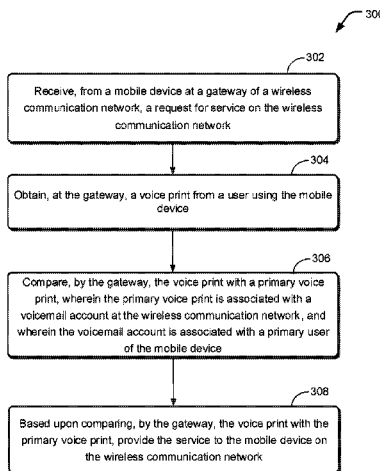 300
302
Receive, from a mobile device at a gateway of a wireless
communication network, a request for service on the wireless
communication network
304
Obtain, at the gateway, a voice print from a user using the mobile
device
306
Compare, by the gateway, the voice print with a primary voice
print, wherein the primary voice print is associated with a
voicemail account at the wireless communication network, and
wherein the voicemail account is associated with a primary user
of the mobile device
308
Based upon comparing, by the gateway, the voice print with the
primary voice print, provide the service to the mobile device on
the wireless communication network